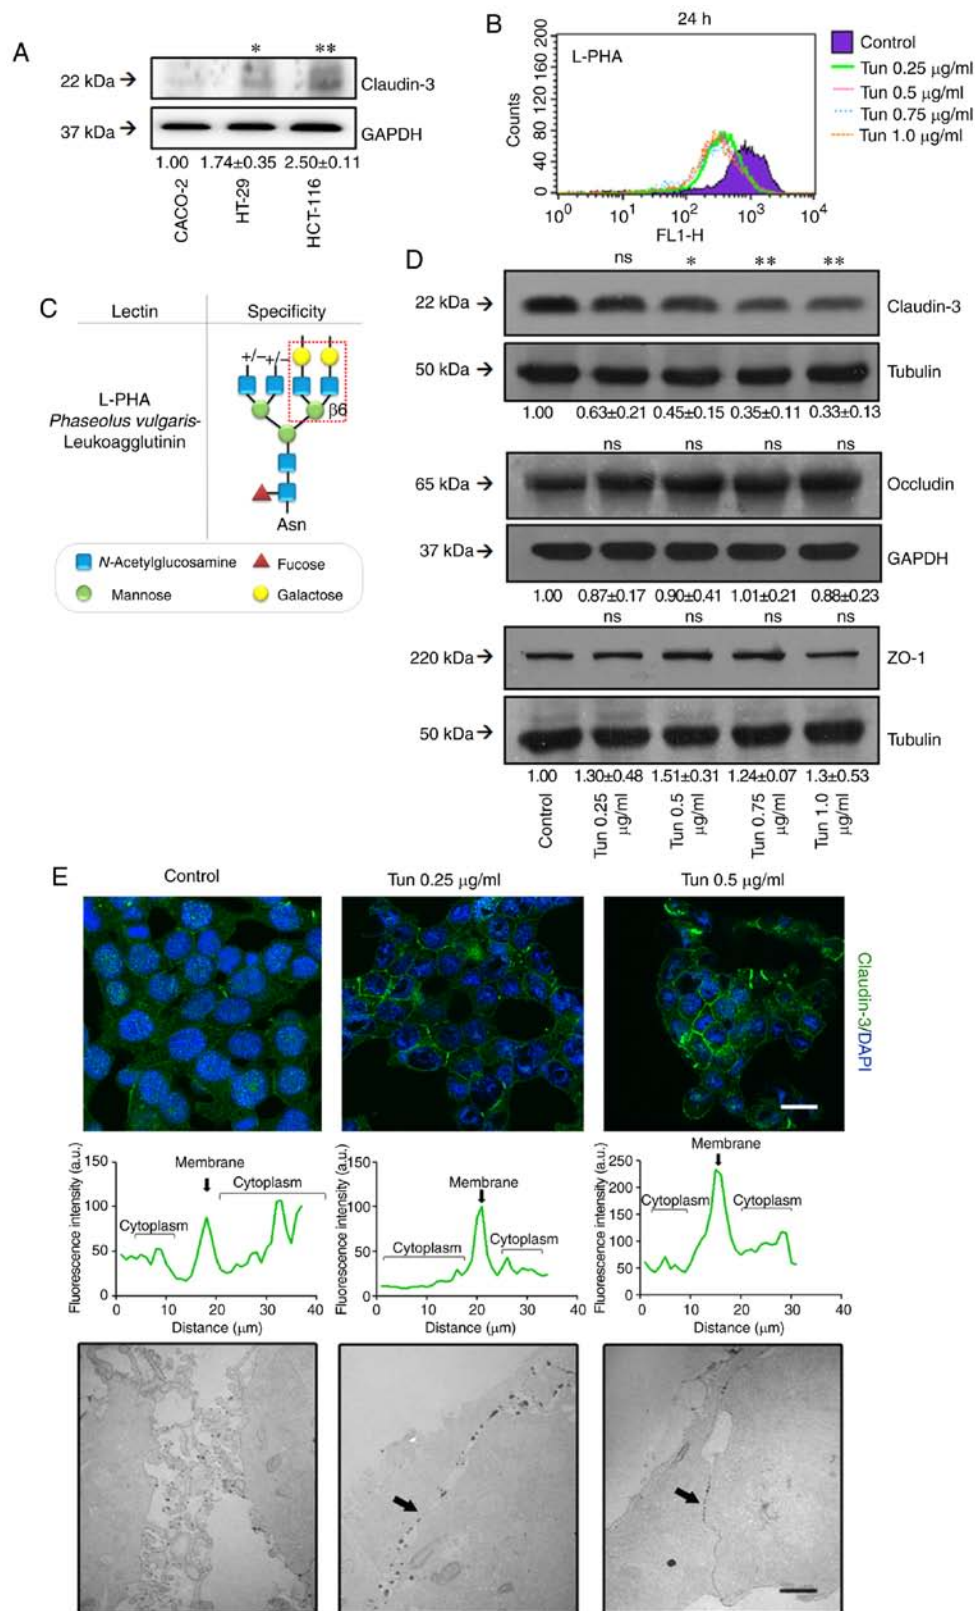 A
* **
22 kDa → Claudin-3
37 kDa → GAPDH
1.00 1.74±0.35 2.50±0.11
CACO-2 HT-29 HCT-116
B
24 h
L-PHA
Counts
200
160
120
80
40
0
10⁰ 10¹ 10² 10³ 10⁴
FL1-H
Control
Tun 0.25 µg/ml
Tun 0.5 µg/ml
Tun 0.75 µg/ml
Tun 1.0 µg/ml
C
Lectin Specificity
+/− +/−
β6
L-PHA
Phaseolus vulgaris-
Leukoagglutinin
Asn
N-Acetylglucosamine Fucose
Mannose Galactose
D
ns * ** **
22 kDa → Claudin-3
50 kDa → Tubulin
1.00 0.63±0.21 0.45±0.15 0.35±0.11 0.33±0.13
ns ns ns ns
65 kDa → Occludin
37 kDa → GAPDH
1.00 0.87±0.17 0.90±0.41 1.01±0.21 0.88±0.23
ns ns ns ns
220 kDa → ZO-1
50 kDa → Tubulin
1.00 1.30±0.48 1.51±0.31 1.24±0.07 1.3±0.53
Control
Tun 0.25 µg/ml
Tun 0.5 µg/ml
Tun 0.75 µg/ml
Tun 1.0 µg/ml
E
Control Tun 0.25 µg/ml Tun 0.5 µg/ml
Claudin-3/DAPI
Fluorescence intensity (a.u.)
150
100
50
0
Membrane
Cytoplasm
Cytoplasm
0 10 20 30 40
Distance (µm)
Fluorescence intensity (a.u.)
150
100
50
0
Membrane
Cytoplasm
Cytoplasm
0 10 20 30 40
Distance (µm)
Fluorescence intensity (a.u.)
250
200
150
100
50
0
Membrane
Cytoplasm
Cytoplasm
0 10 20 30 40
Distance (µm)